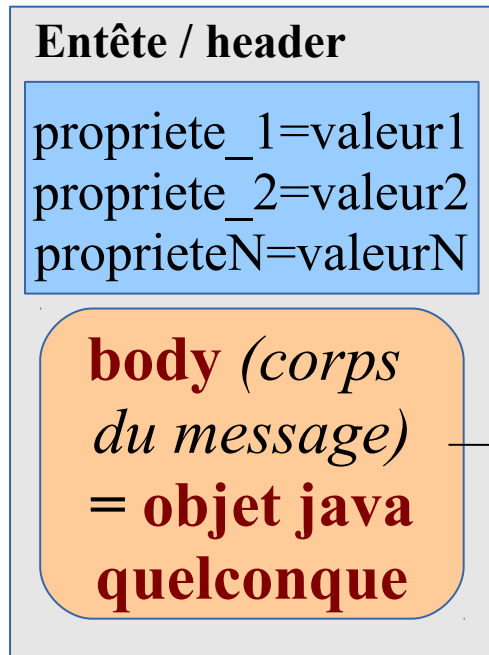 Entête / header
propriete_1=valeur1
propriete_2=valeur2
proprieteN=valeurN
body (corps
du message)
= objet java
quelconque